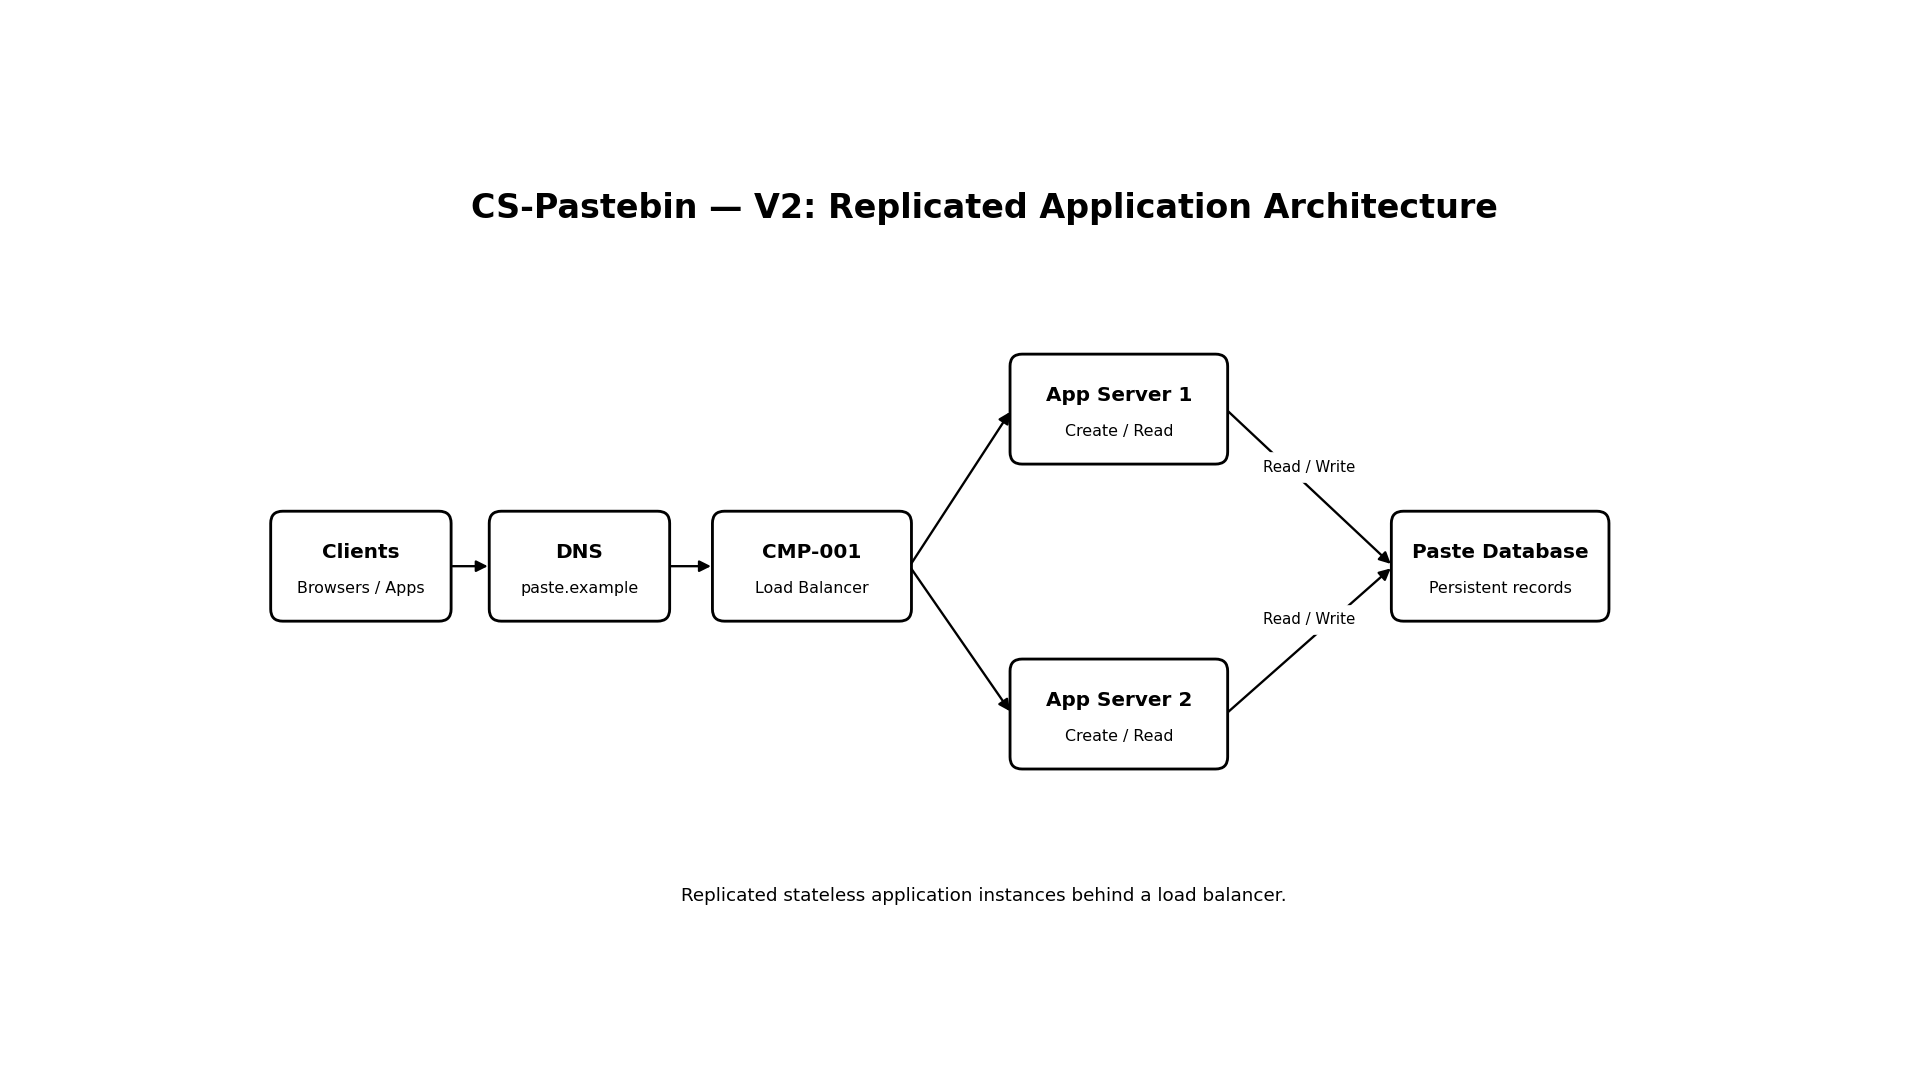 CS-Pastebin — V2: Replicated Application Architecture
App Server 1
Create / Read
Read / Write
Clients
Browsers / Apps
DNS
paste.example
CMP-001
Load Balancer
Paste Database
Persistent records
Read / Write
App Server 2
Create / Read
Replicated stateless application instances behind a load balancer.